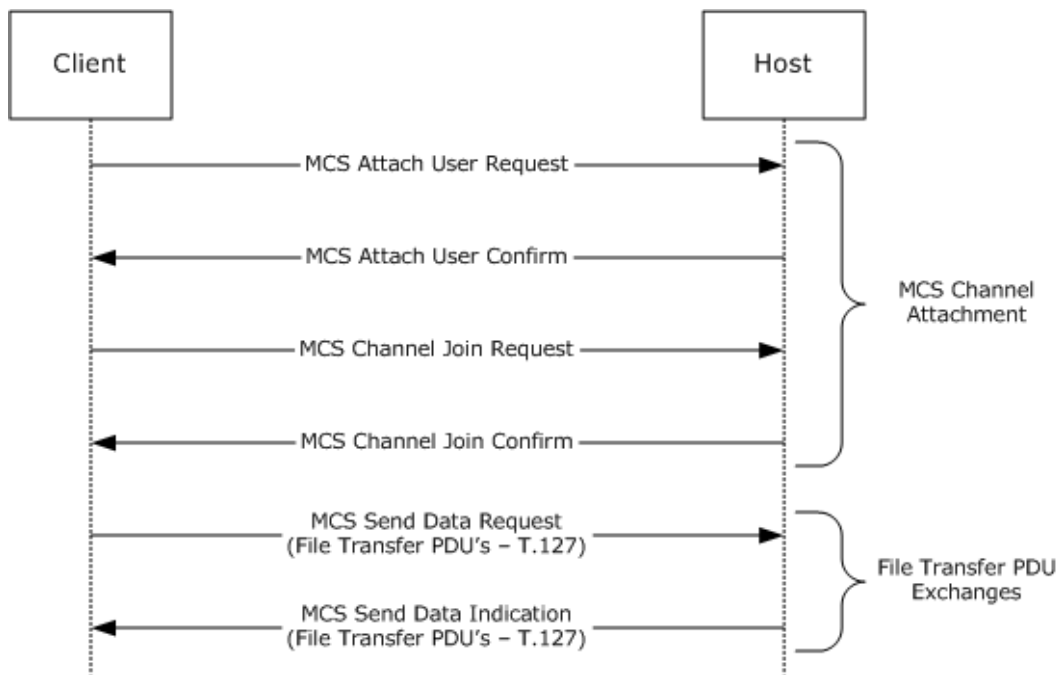 Client
Host
MCS Attach User Request
MCS Attach User Confirm
MCS Channel
Attachment
MCS Channel Join Request
MCS Channel Join Confirm
MCS Send Data Request
(File Transfer PDU's – T.127)
File Transfer PDU
Exchanges
MCS Send Data Indication
(File Transfer PDU's – T.127)